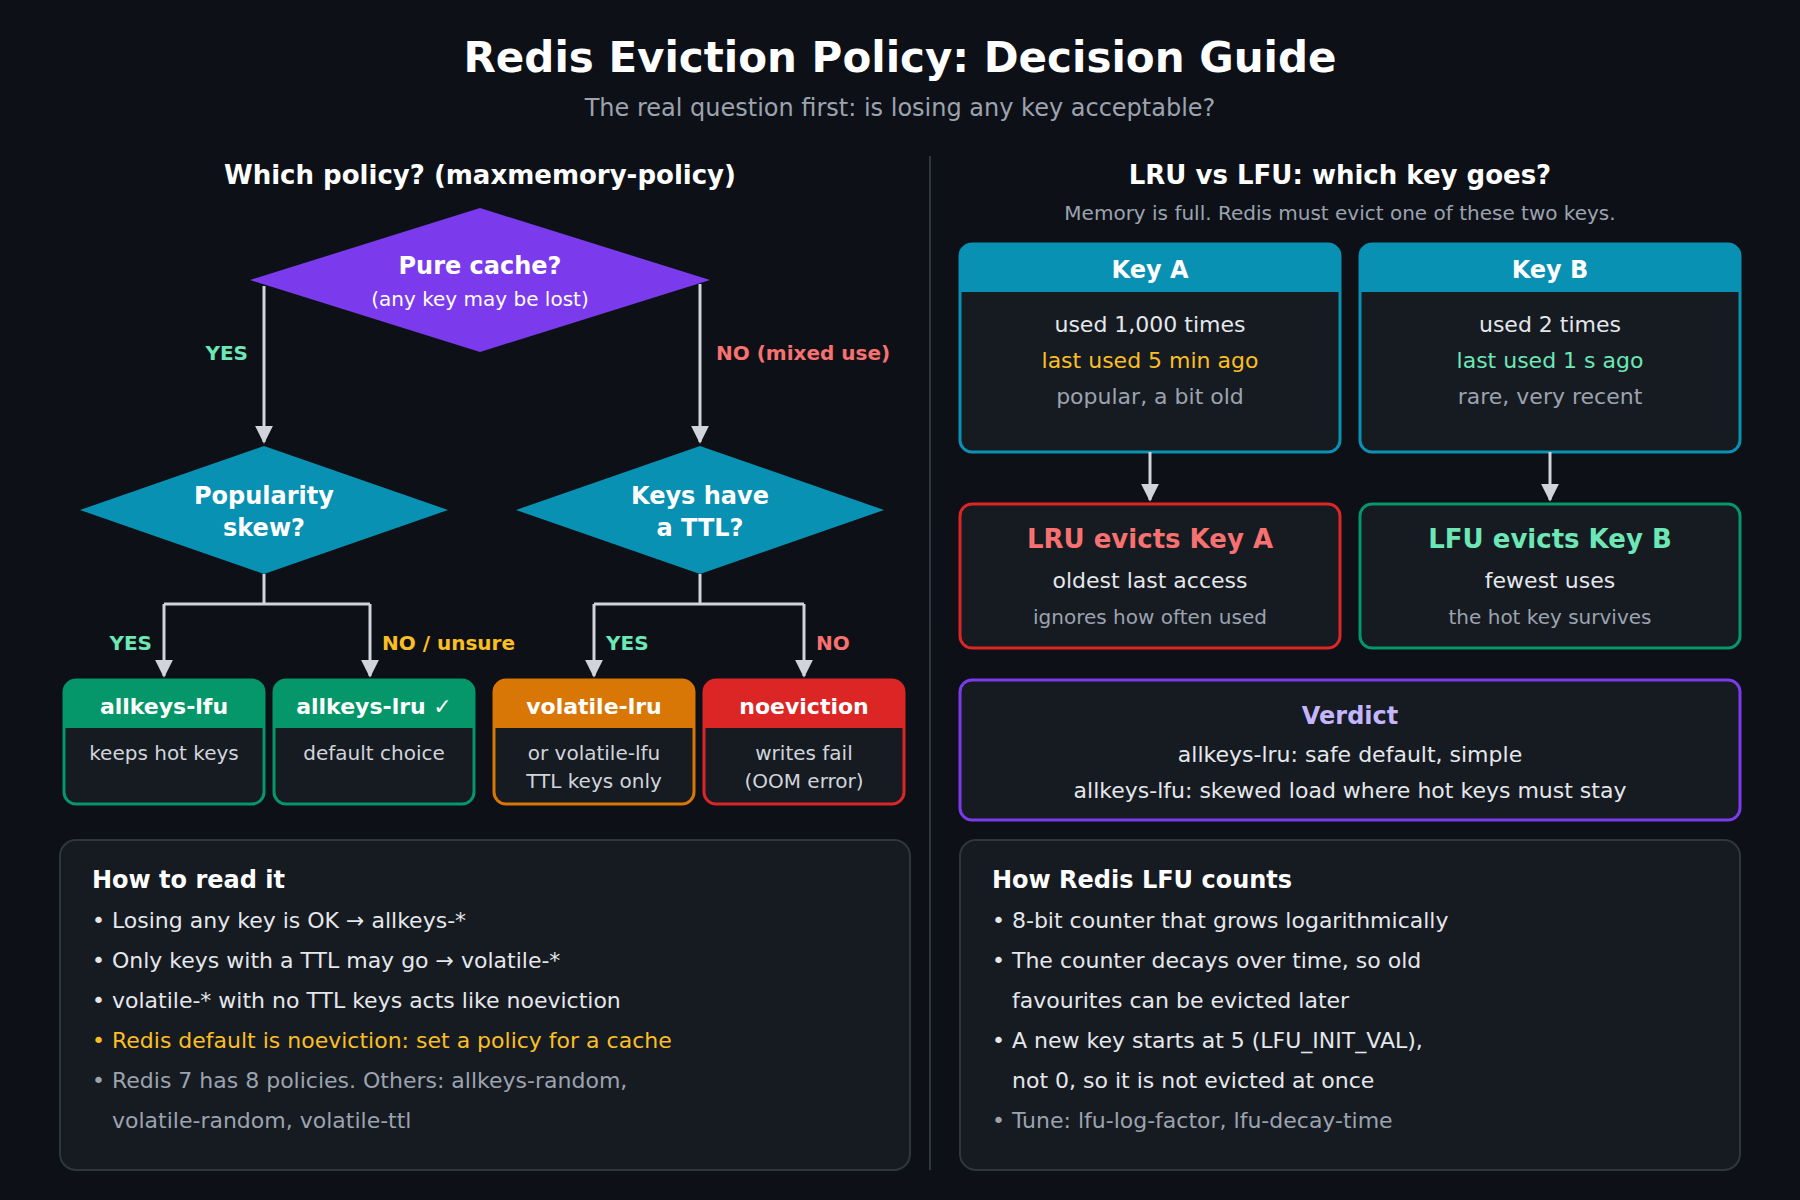 Redis Eviction Policy: Decision Guide
The real question first: is losing any key acceptable?
Which policy? (maxmemory-policy)
Pure cache?
(any key may be lost)
YES
NO (mixed use)
Popularity
skew?
Keys have
a TTL?
YES
NO / unsure
YES
NO
allkeys-lfu
keeps hot keys
allkeys-lru ✓
default choice
volatile-lru
or volatile-lfu
TTL keys only
noeviction
writes fail
(OOM error)
How to read it
• Losing any key is OK → allkeys-*
• Only keys with a TTL may go → volatile-*
• volatile-* with no TTL keys acts like noeviction
• Redis default is noeviction: set a policy for a cache
• Redis 7 has 8 policies. Others: allkeys-random,
volatile-random, volatile-ttl
LRU vs LFU: which key goes?
Memory is full. Redis must evict one of these two keys.
Key A
used 1,000 times
last used 5 min ago
popular, a bit old
Key B
used 2 times
last used 1 s ago
rare, very recent
LRU evicts Key A
oldest last access
ignores how often used
LFU evicts Key B
fewest uses
the hot key survives
Verdict
allkeys-lru: safe default, simple
allkeys-lfu: skewed load where hot keys must stay
How Redis LFU counts
• 8-bit counter that grows logarithmically
• The counter decays over time, so old
favourites can be evicted later
• A new key starts at 5 (LFU_INIT_VAL),
not 0, so it is not evicted at once
• Tune: lfu-log-factor, lfu-decay-time